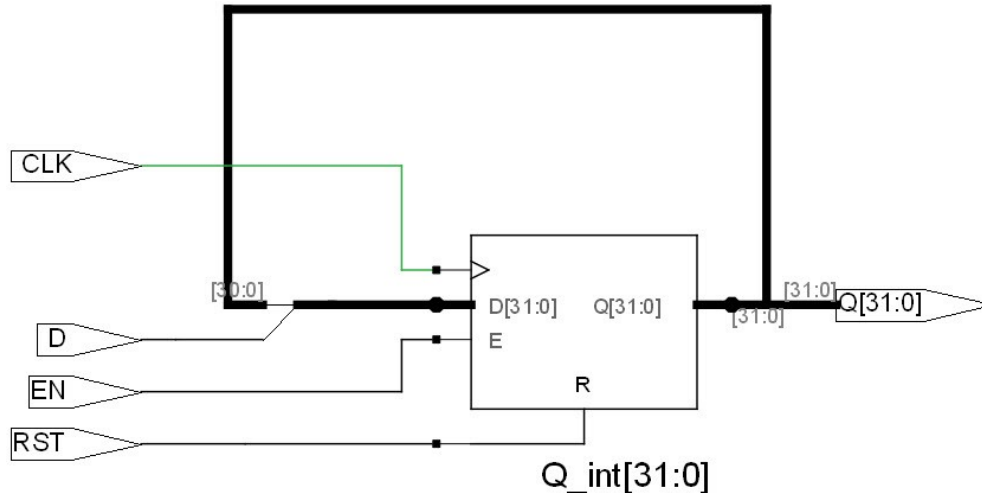 CLK
[30:0]
D[31:0]
Q[31:0]
[31:0]
[31:0]
Q[31:0]
D
E
EN
R
RST
Q_int[31:0]